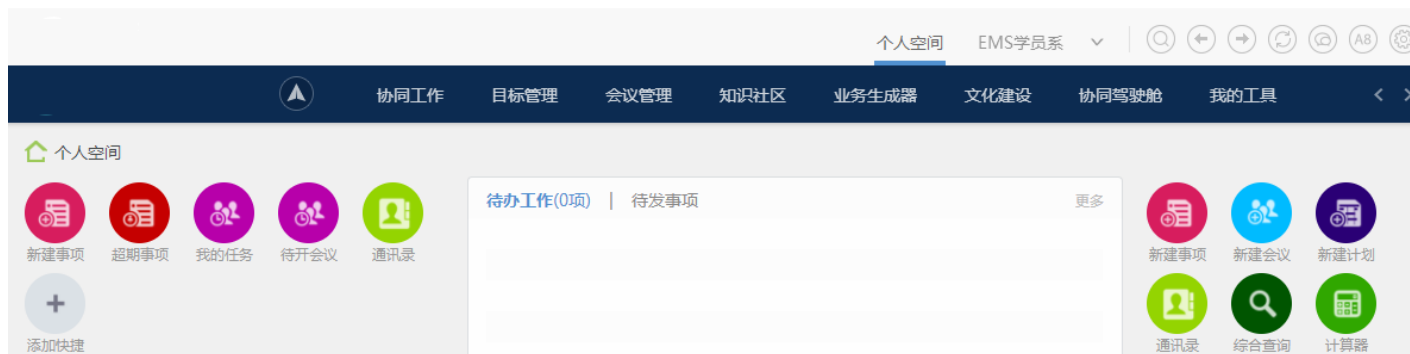 个人空间 EMS学员系 A8
协同工作 目标管理 会议管理 知识社区 业务生成器 文化建设 协同驾驶舱 我的工具
个人空间
待办工作(0项) | 待发事项 更多
新建事项 超期事项 我的任务 待开会议 通讯录
新建事项 新建会议 新建计划
添加快捷
通讯录 综合查询 计算器